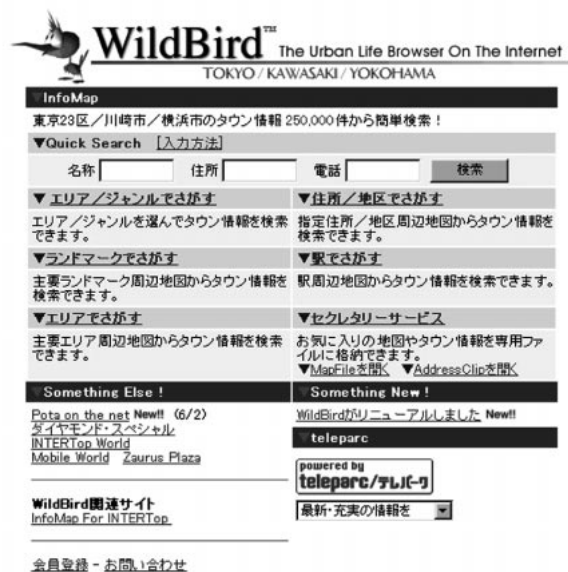 WildBird™ The Urban Life Browser On The Internet
TOKYO / KAWASAKI / YOKOHAMA
▼InfoMap
東京23区／川崎市／横浜市のタウン情報250,000件から簡単検索！
▼Quick Search [入力方法]
名称 住所 電話 検索
▼エリア／ジャンルでさがす
エリア／ジャンルを選んでタウン情報を検索
できます。
▼住所／地区でさがす
指定住所／地区周辺地図からタウン情報を
検索できます。
▼ランドマークでさがす
主要ランドマーク周辺地図からタウン情報を
検索できます。
▼駅でさがす
駅周辺地図からタウン情報を検索できます。
▼エリアでさがす
主要エリア周辺地図からタウン情報を検索
できます。
▼セクレタリーサービス
お気に入りの地図やタウン情報を専用ファ
イルに格納できます。
▼MapFileを開く ▼AddressClipを開く
▼Something Else !
Pota on the net New!! (6/2)
ダイヤモンド・スペシャル
INTERTop World
Mobile World Zaurus Plaza
WildBird関連サイト
InfoMap For INTERTop
会員登録 - お問い合わせ
▼Something New !
WildBirdがリニューアルしました New!!
▼teleparc
powered by
teleparc/テレパーク
最新・充実の情報を